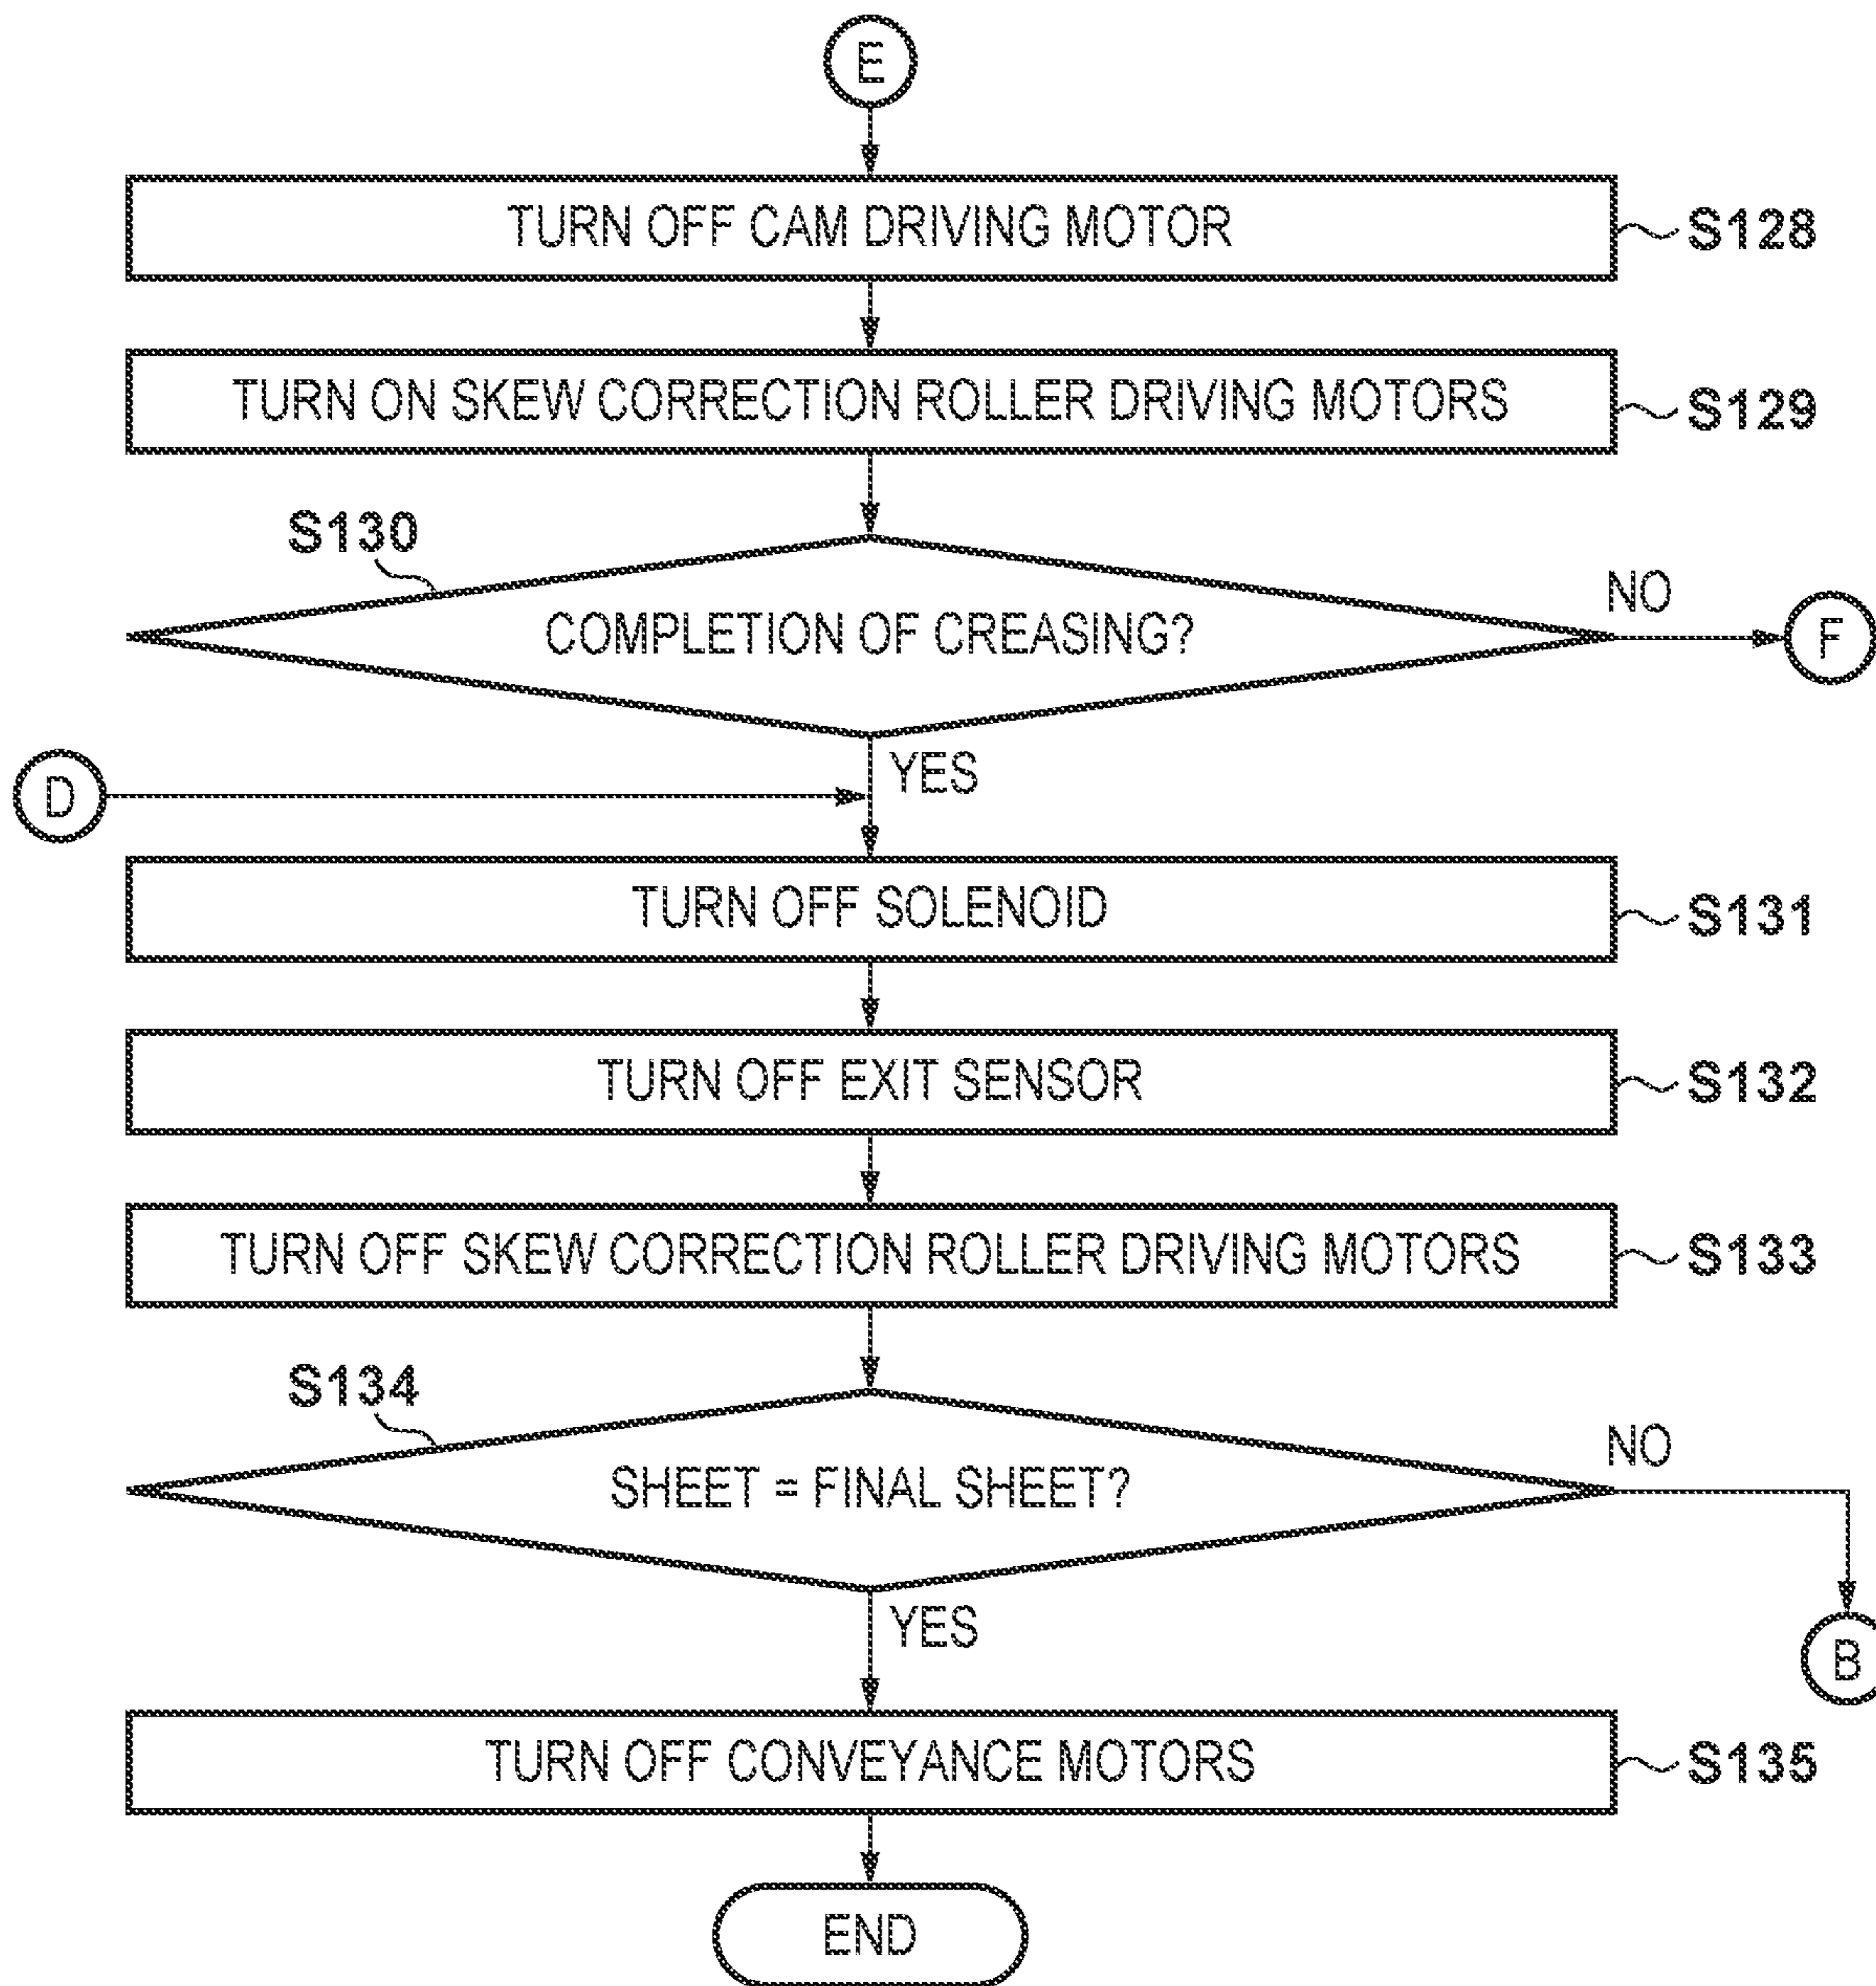 E
TURN OFF CAM DRIVING MOTOR
S128
TURN ON SKEW CORRECTION ROLLER DRIVING MOTORS
S129
S130
COMPLETION OF CREASING?
NO
F
YES
D
TURN OFF SOLENOID
S131
TURN OFF EXIT SENSOR
S132
TURN OFF SKEW CORRECTION ROLLER DRIVING MOTORS
S133
S134
SHEET = FINAL SHEET?
NO
B
YES
TURN OFF CONVEYANCE MOTORS
S135
END